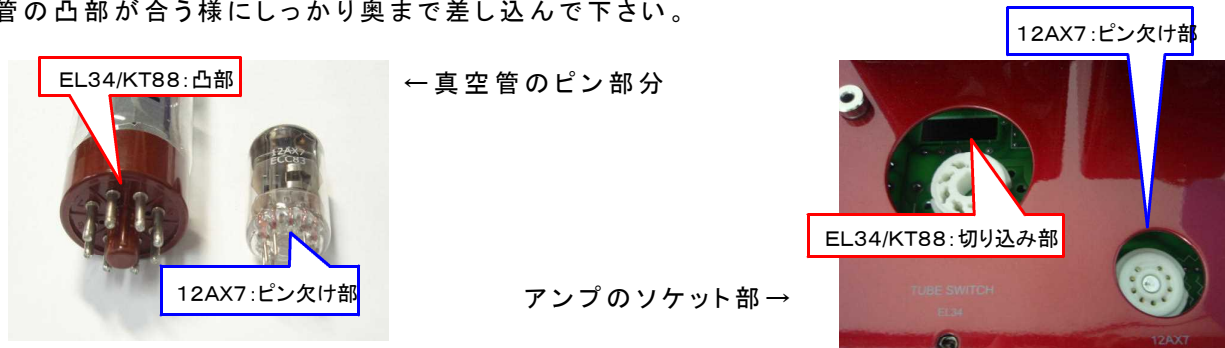 管の凸部が合う様にしっかり奥まで差し込んで下さい。
12AX7:ピン欠け部
EL34/KT88:凸部
←真空管のピン部分
12AX7
ECC83
EL34/KT88:切り込み部
12AX7:ピン欠け部
アンプのソケット部→
TUBE SWITCH
EL34
12AX7